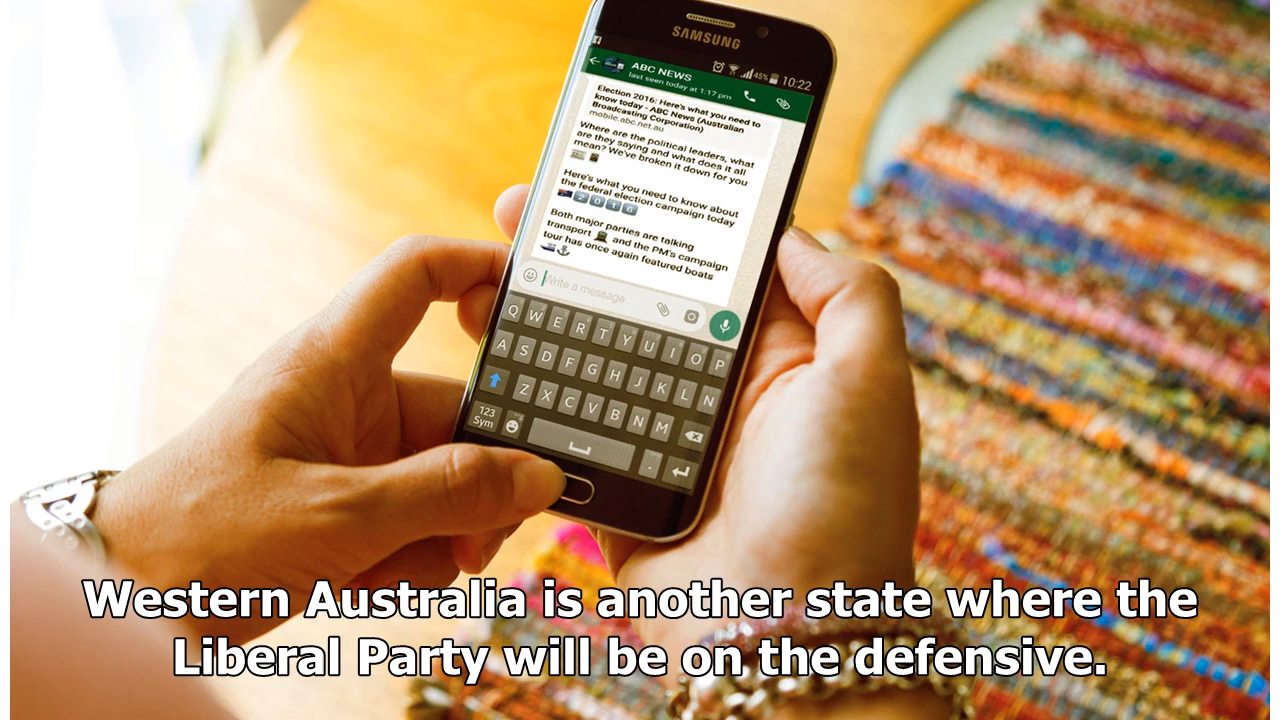 SAMSUNG
45% 10:22
ABC NEWS
last seen today at 1:17 pm
Election 2016: Here's what you need to
know today - ABC News (Australian
Broadcasting Corporation)
mobile.abc.net.au
Where are the political leaders, what
are they saying and what does it all
mean? We've broken it down for you
Here's what you need to know about
the federal election campaign today
2016
Both major parties are talking
transport and the PM's campaign
tour has once again featured boats
Write a message
Q W E R T Y U I O P
A S D F G H J K L N
Z X C V B N M
123
Sym
.
Western Australia is another state where the
Liberal Party will be on the defensive.